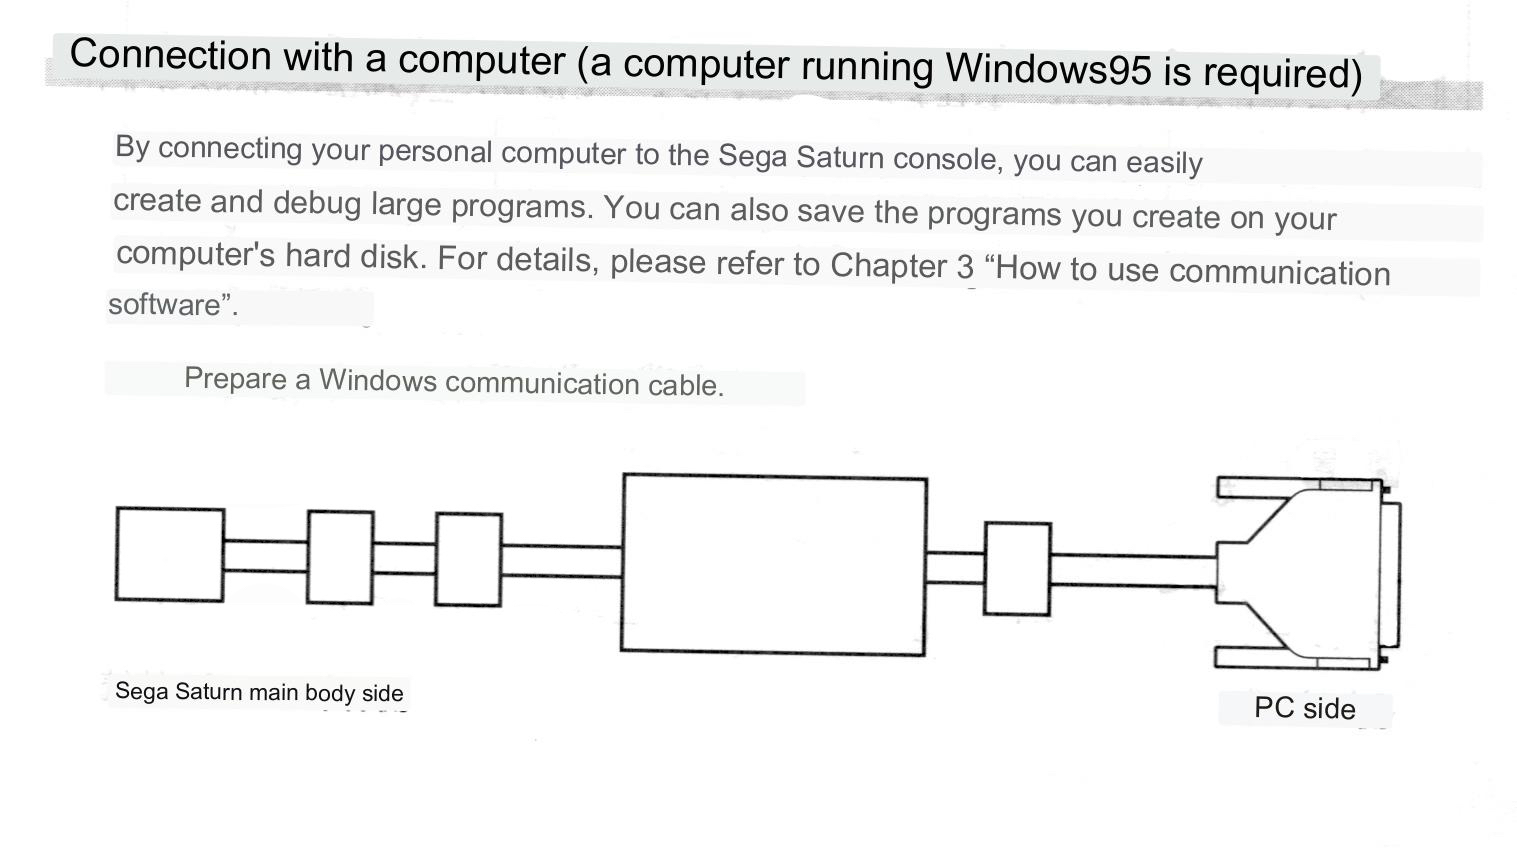 Connection with a computer (a computer running Windows95 is required)
By connecting your personal computer to the Sega Saturn console, you can easily
create and debug large programs. You can also save the programs you create on your
computer's hard disk. For details, please refer to Chapter 3 “How to use communication
software”.
Prepare a Windows communication cable.
Sega Saturn main body side
PC side